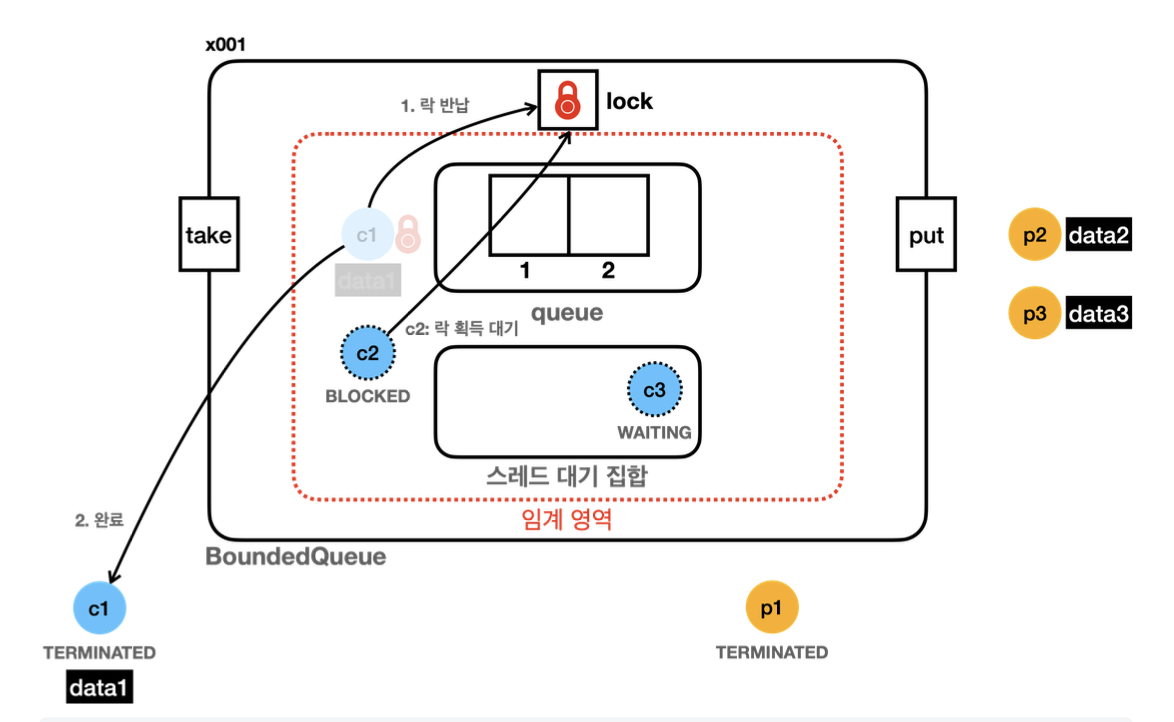 x001
1. 락 반납
lock
take
c1
data1
1 2
queue
put
p2 data2
p3 data3
c2: 락 획득 대기
c2
BLOCKED
c3
WAITING
스레드 대기 집합
임계 영역
2. 완료
BoundedQueue
c1
TERMINATED
data1
p1
TERMINATED